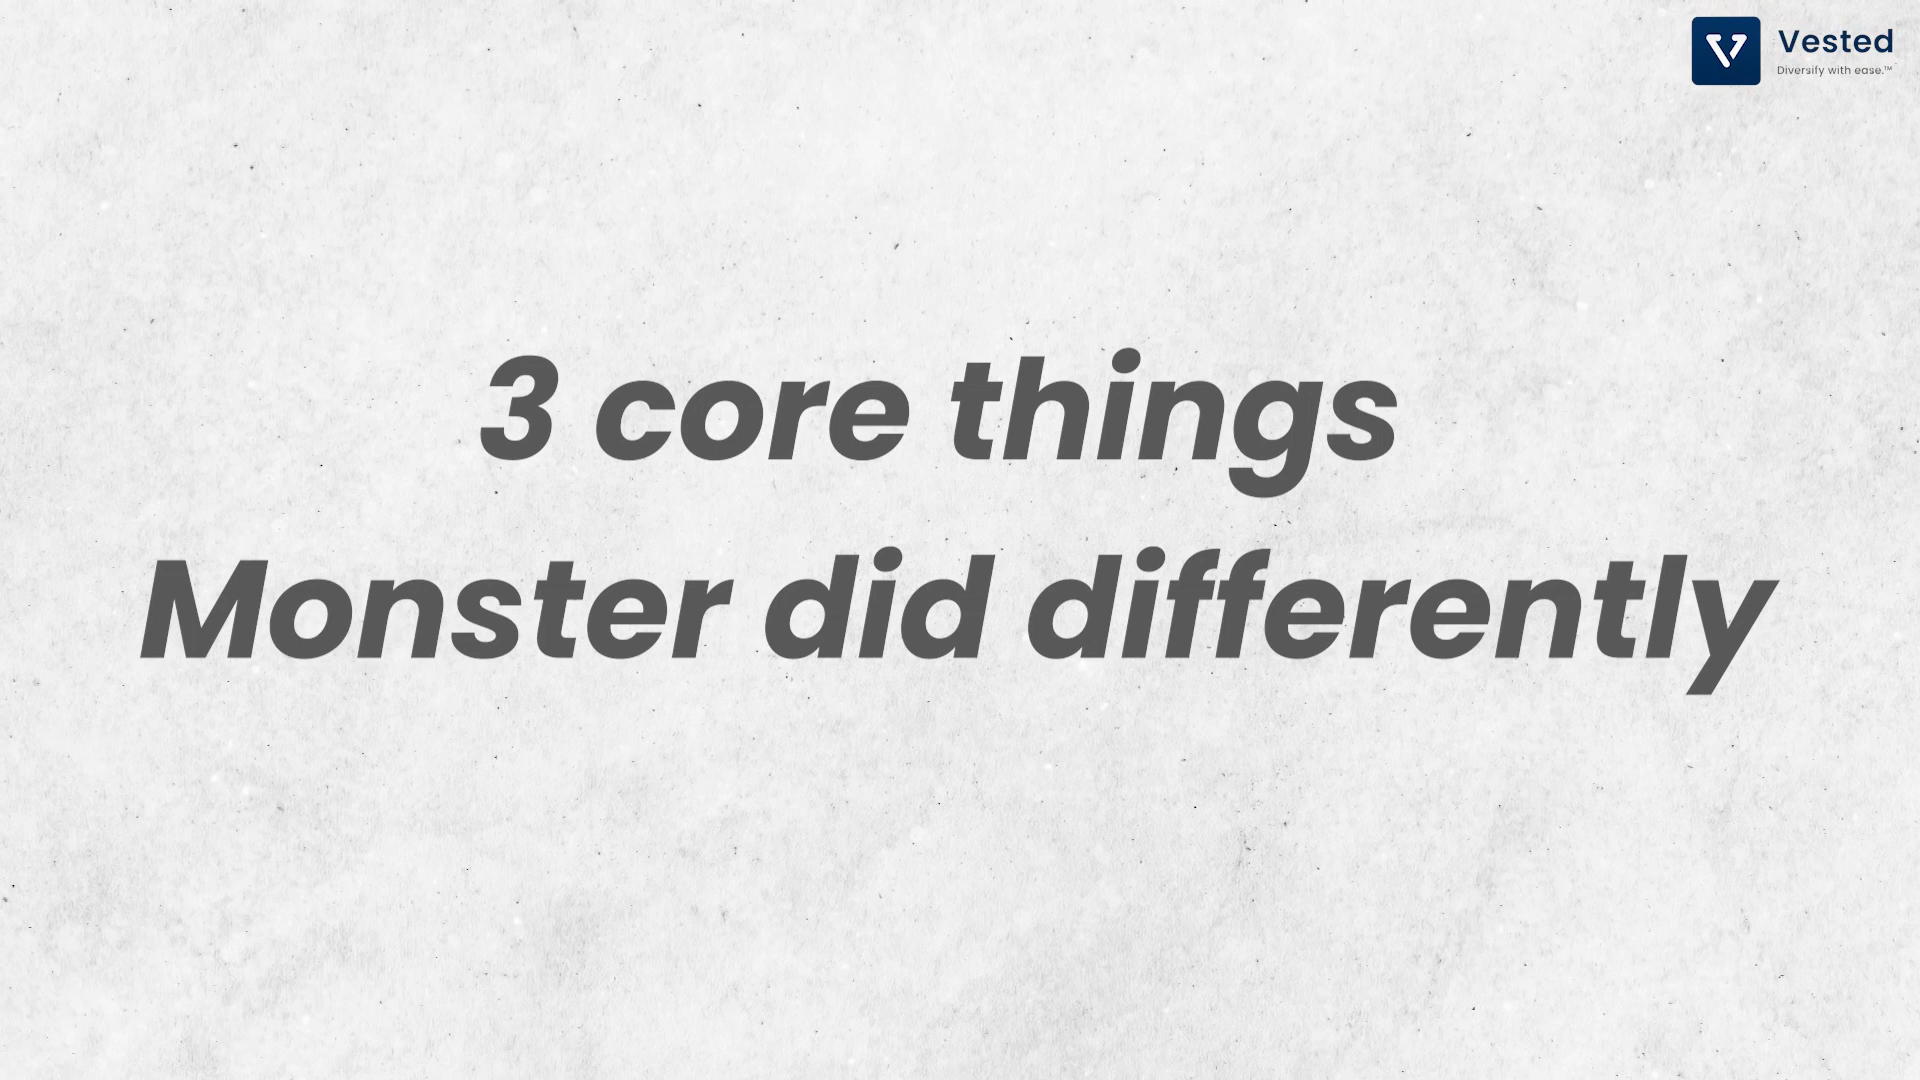 Vested
Diversify with ease.™
3 core things
Monster did differently